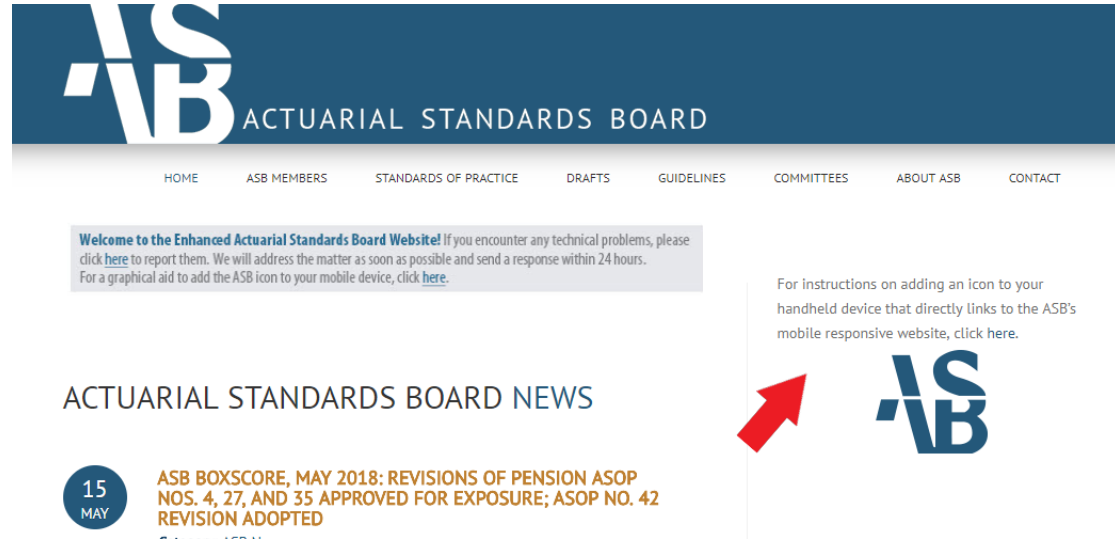 ASB
ACTUARIAL STANDARDS BOARD
HOME ASB MEMBERS STANDARDS OF PRACTICE DRAFTS GUIDELINES COMMITTEES ABOUT ASB CONTACT
Welcome to the Enhanced Actuarial Standards Board Website! If you encounter any technical problems, please
click here to report them. We will address the matter as soon as possible and send a response within 24 hours.
For a graphical aid to add the ASB icon to your mobile device, click here.
For instructions on adding an icon to your
handheld device that directly links to the ASB's
mobile responsive website, click here.
ASB
ACTUARIAL STANDARDS BOARD NEWS
15
MAY
ASB BOXSCORE, MAY 2018: REVISIONS OF PENSION ASOP
NOS. 4, 27, AND 35 APPROVED FOR EXPOSURE; ASOP NO. 42
REVISION ADOPTED